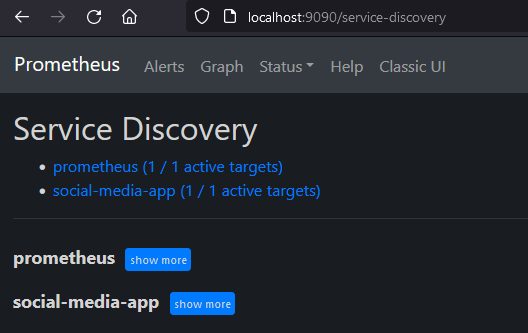 localhost:9090/service-discovery
Prometheus Alerts Graph Status Help Classic UI
Service Discovery
prometheus (1 / 1 active targets)
social-media-app (1 / 1 active targets)
prometheus show more
social-media-app show more